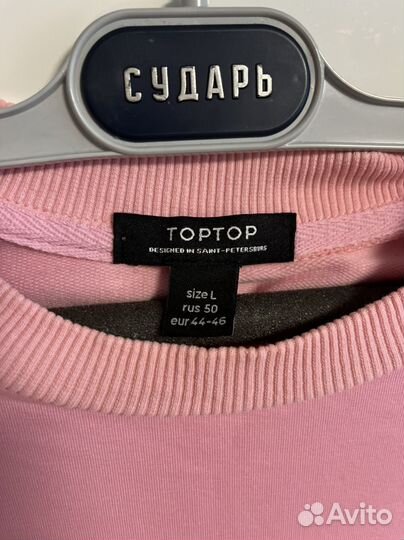 СУДАРЬ
TOPTOP
DESIGNED IN SAINT-PETERSBURG
size L
rus 50
eur 44-46
Avito